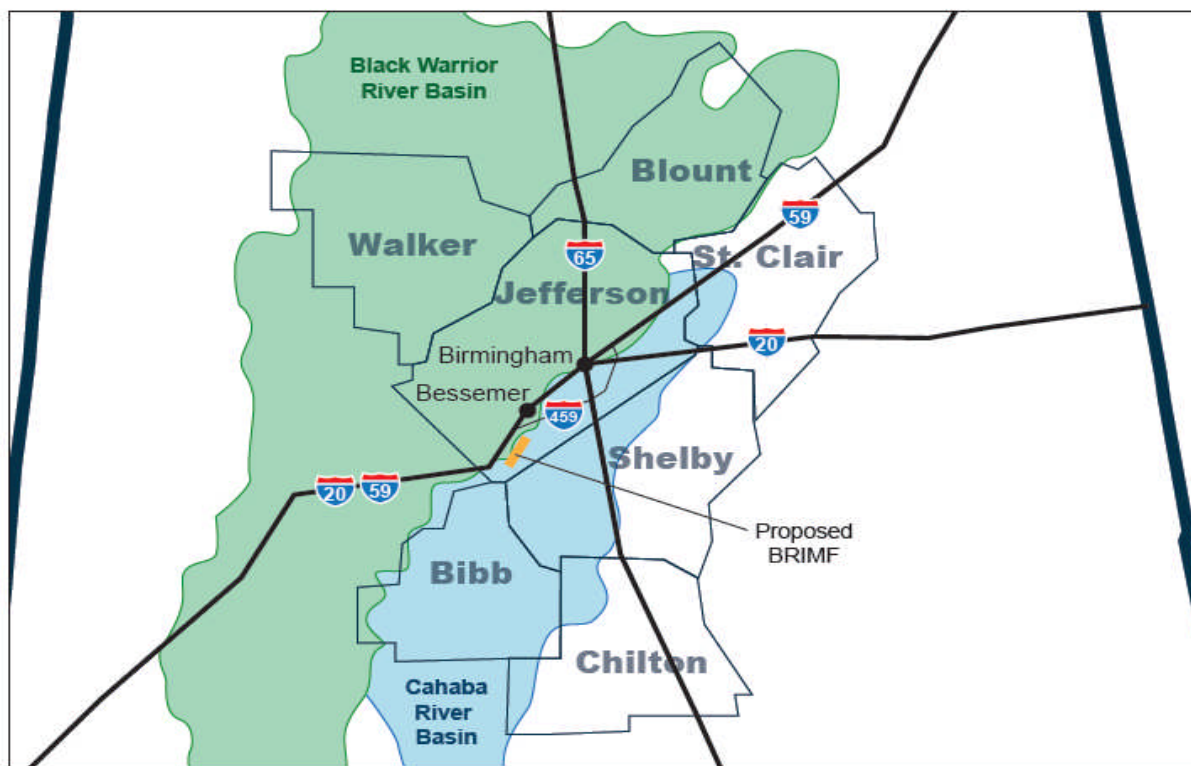 Black Warrior
River Basin
Blount
59
Walker
65
St. Clair
Jefferson
20
Birmingham
Bessemer
459
Shelby
20
59
Proposed
BRIMF
Bibb
Chilton
Cahaba
River
Basin